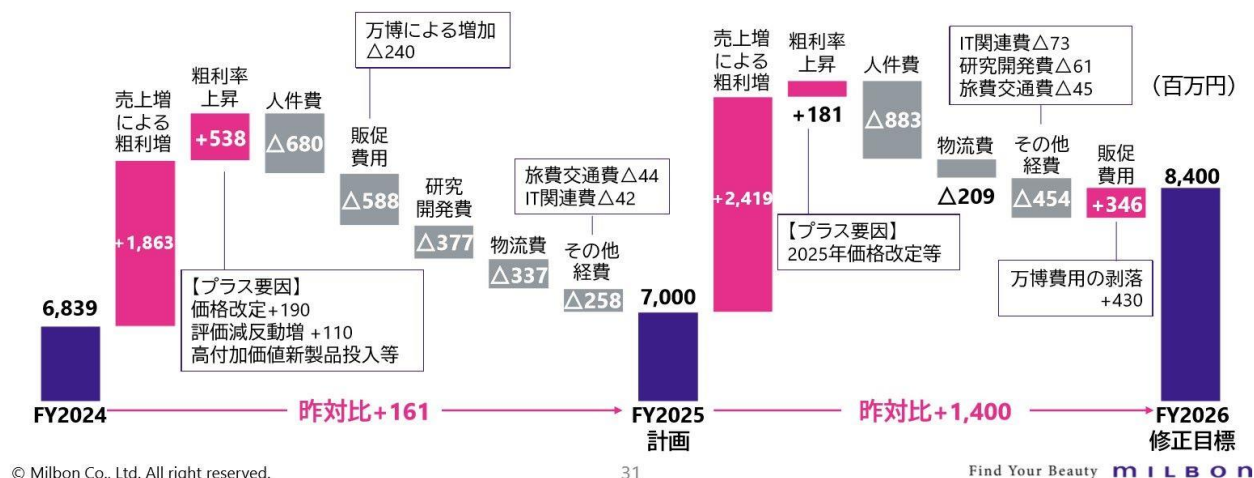 6,839
FY2024
売上増
による
粗利増
+1,863
粗利率
上昇
+538
【プラス要因】
価格改定+190
評価減反動増 +110
高付加価値新製品投入等
人件費
△680
万博による増加
△240
販促
費用
△588
研究
開発費
△377
物流費
△337
旅費交通費△44
IT関連費△42
その他
経費
△258
昨対比+161
7,000
FY2025
計画
売上増
による
粗利増
+2,419
粗利率
上昇
+181
【プラス要因】
2025年価格改定等
人件費
△883
物流費
△209
IT関連費△73
研究開発費△61
旅費交通費△45
その他
経費
△454
販促
費用
+346
万博費用の剥落
+430
(百万円)
昨対比+1,400
8,400
FY2026
修正目標
© Milbon Co., Ltd. All right reserved.
31
Find Your Beauty MILBON